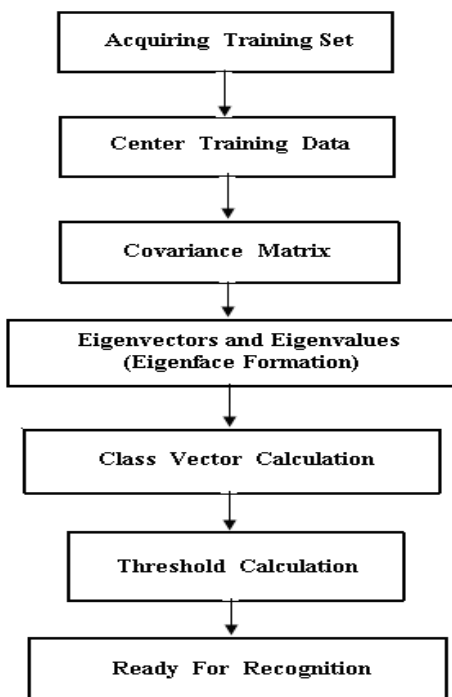 Acquiring Training Set
Center Training Data
Covariance Matrix
Eigenvectors and Eigenvalues
(Eigenface Formation)
Class Vector Calculation
Threshold Calculation
Ready For Recognition